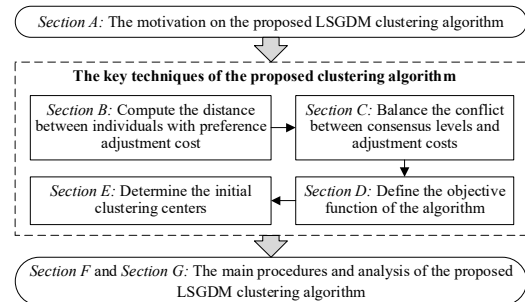 Section A: The motivation on the proposed LSGDM clustering algorithm
The key techniques of the proposed clustering algorithm
Section B: Compute the distance
between individuals with preference
adjustment cost
Section C: Balance the conflict
between consensus levels and
adjustment costs
Section E: Determine the initial
clustering centers
Section D: Define the objective
function of the algorithm
Section F and Section G: The main procedures and analysis of the proposed
LSGDM clustering algorithm